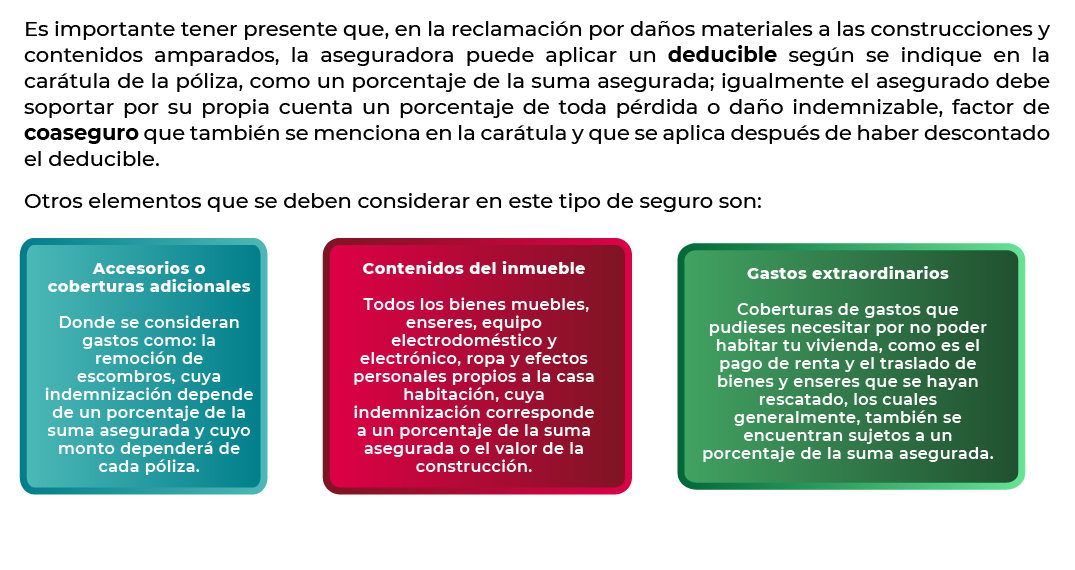 Es importante tener presente que, en la reclamación por daños materiales a las construcciones y
contenidos amparados, la aseguradora puede aplicar un deducible según se indique en la
carátula de la póliza, como un porcentaje de la suma asegurada; igualmente el asegurado debe
soportar por su propia cuenta un porcentaje de toda pérdida o daño indemnizable, factor de
coaseguro que también se menciona en la carátula y que se aplica después de haber descontado
el deducible.
Otros elementos que se deben considerar en este tipo de seguro son:
Accesorios o
coberturas adicionales
Donde se consideran
gastos como: la
remoción de
escombros, cuya
indemnización depende
de un porcentaje de la
suma asegurada y cuyo
monto dependerá de
cada póliza.
Contenidos del inmueble
Todos los bienes muebles,
enseres, equipo
electrodoméstico y
electrónico, ropa y efectos
personales propios a la casa
habitación, cuya
indemnización corresponde
a un porcentaje de la suma
asegurada o el valor de la
construcción.
Gastos extraordinarios
Coberturas de gastos que
pudieses necesitar por no poder
habitar tu vivienda, como es el
pago de renta y el traslado de
bienes y enseres que se hayan
rescatado, los cuales
generalmente, también se
encuentran sujetos a un
porcentaje de la suma asegurada.